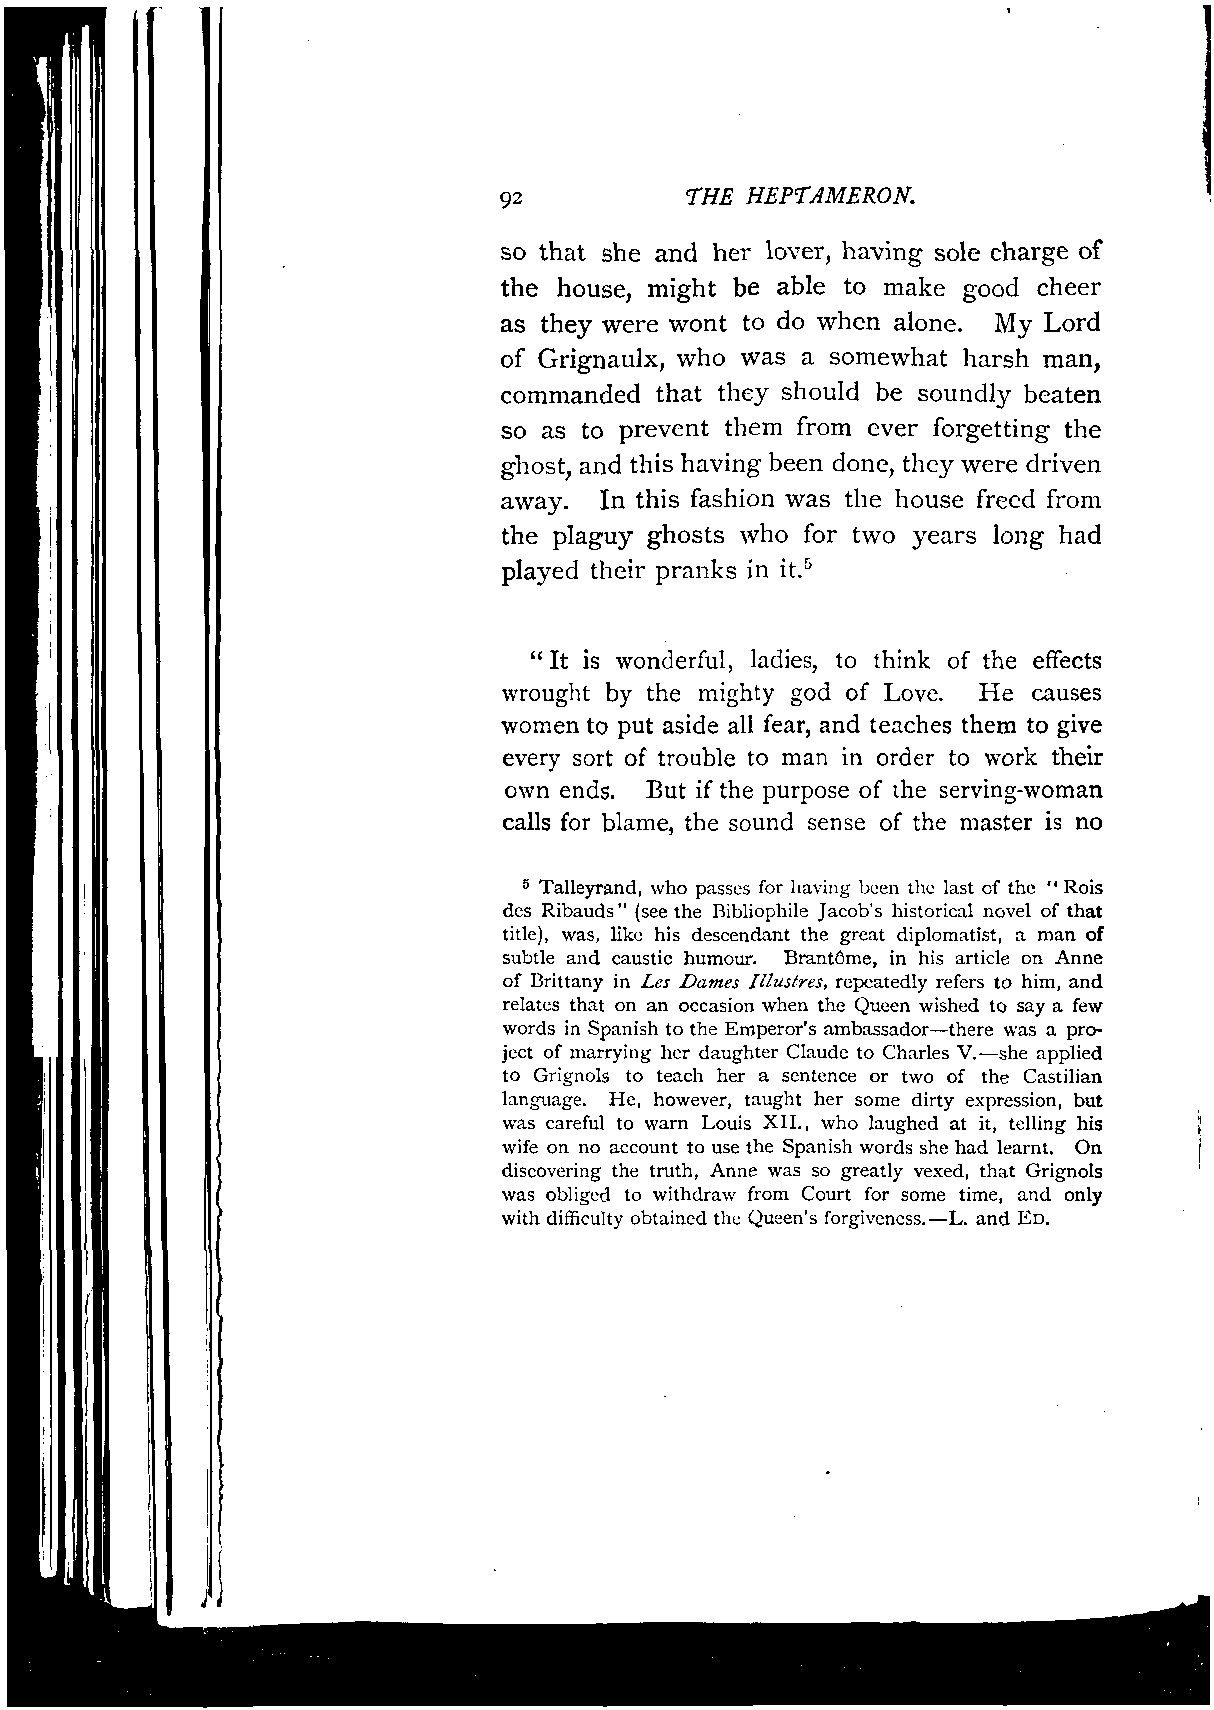 92 THE HEPTAMERON.
so that she and her lover, having sole charge of
the house, might be able to make good cheer
as they were wont to do when alone. My Lord
of Grignaulx, who was a somewhat harsh man,
commanded that they should be soundly beaten
so as to prevent them from ever forgetting the
ghost, and this having been done, they were driven
away. In this fashion was the house freed from
the plaguy ghosts who for two years long had
played their pranks in it.⁵
“ It is wonderful, ladies, to think of the effects
wrought by the mighty god of Love. He causes
women to put aside all fear, and teaches them to give
every sort of trouble to man in order to work their
own ends. But if the purpose of the serving-woman
calls for blame, the sound sense of the master is no
⁵ Talleyrand, who passes for having been the last of the “ Rois
des Ribauds” (see the Bibliophile Jacob's historical novel of that
title), was, like his descendant the great diplomatist, a man of
subtle and caustic humour. Brantôme, in his article on Anne
of Brittany in Les Dames Illustres, repeatedly refers to him, and
relates that on an occasion when the Queen wished to say a few
words in Spanish to the Emperor's ambassador—there was a pro-
ject of marrying her daughter Claude to Charles V.—she applied
to Grignols to teach her a sentence or two of the Castilian
language. He, however, taught her some dirty expression, but
was careful to warn Louis XII., who laughed at it, telling his
wife on no account to use the Spanish words she had learnt. On
discovering the truth, Anne was so greatly vexed, that Grignols
was obliged to withdraw from Court for some time, and only
with difficulty obtained the Queen's forgiveness.—L. and ED.